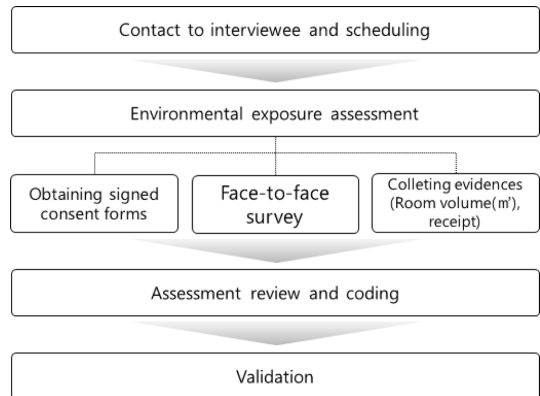 Contact to interviewee and scheduling
Environmental exposure assessment
Obtaining signed
consent forms
Face-to-face
survey
Colleting evidences
(Room volume(㎥),
receipt)
Assessment review and coding
Validation